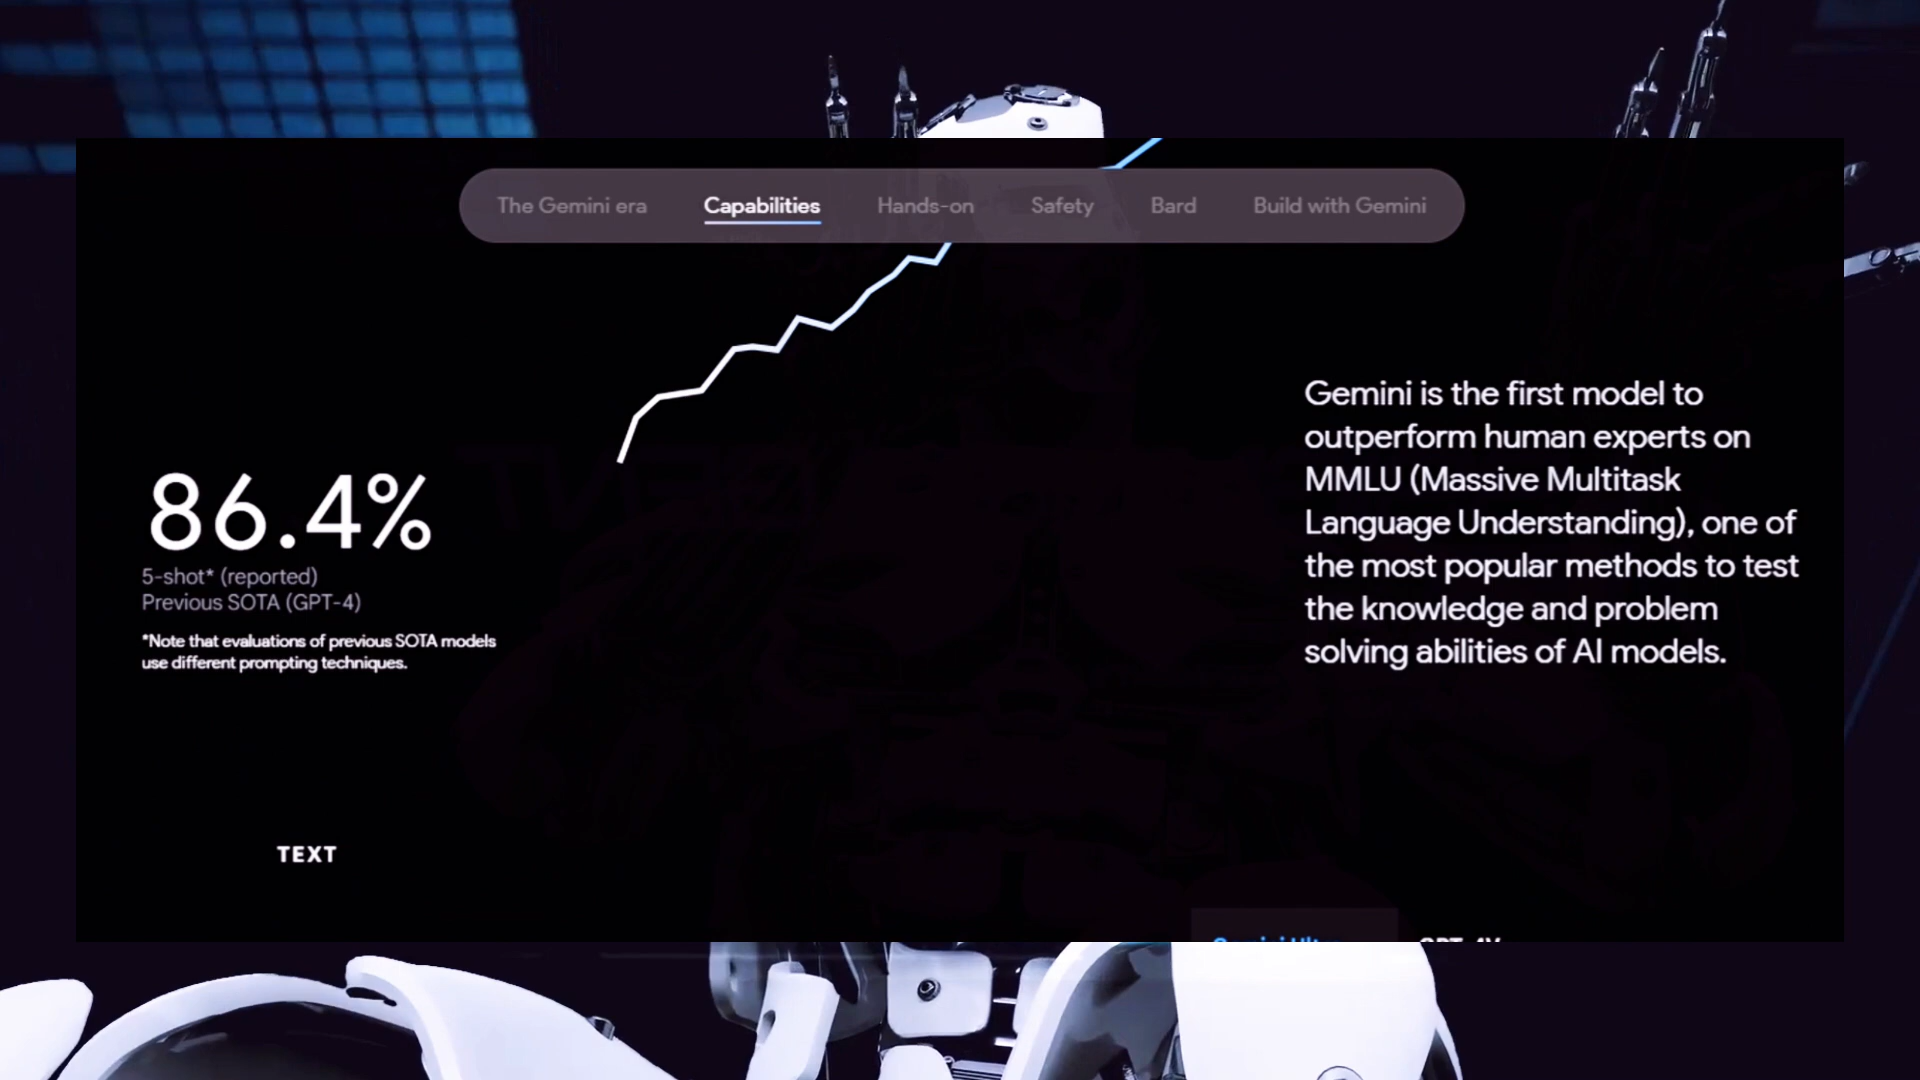 The Gemini era Capabilities Hands-on Safety Bard Build with Gemini
86.4%
5-shot* (reported)
Previous SOTA (GPT-4)
*Note that evaluations of previous SOTA models
use different prompting techniques.
Gemini is the first model to
outperform human experts on
MMLU (Massive Multitask
Language Understanding), one of
the most popular methods to test
the knowledge and problem
solving abilities of AI models.
TEXT